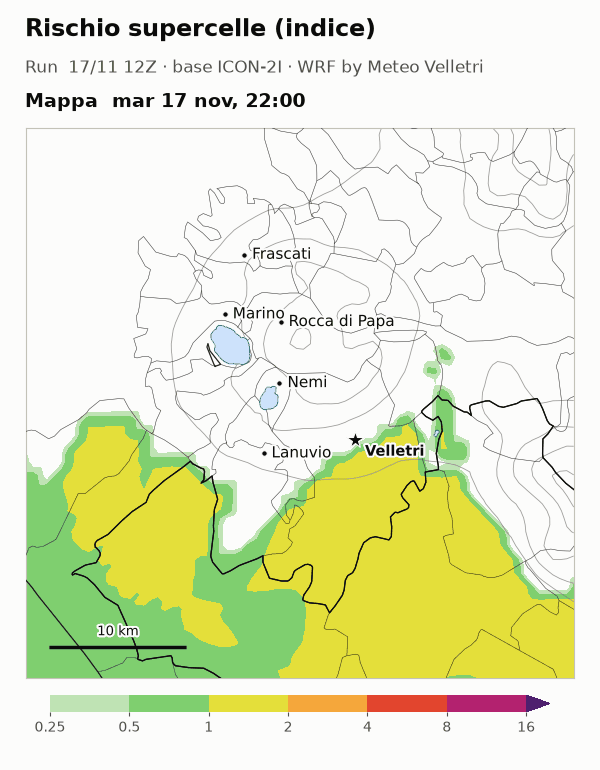 Rischio supercelle (indice)
Run  17/11 12Z · base ICON-2I · WRF by Meteo Velletri
Mappa  mar 17 nov, 22:00
Frascati
Marino
Rocca di Papa
Nemi
Lanuvio
Velletri
10 km
0.25 0.5 1 2 4 8 16